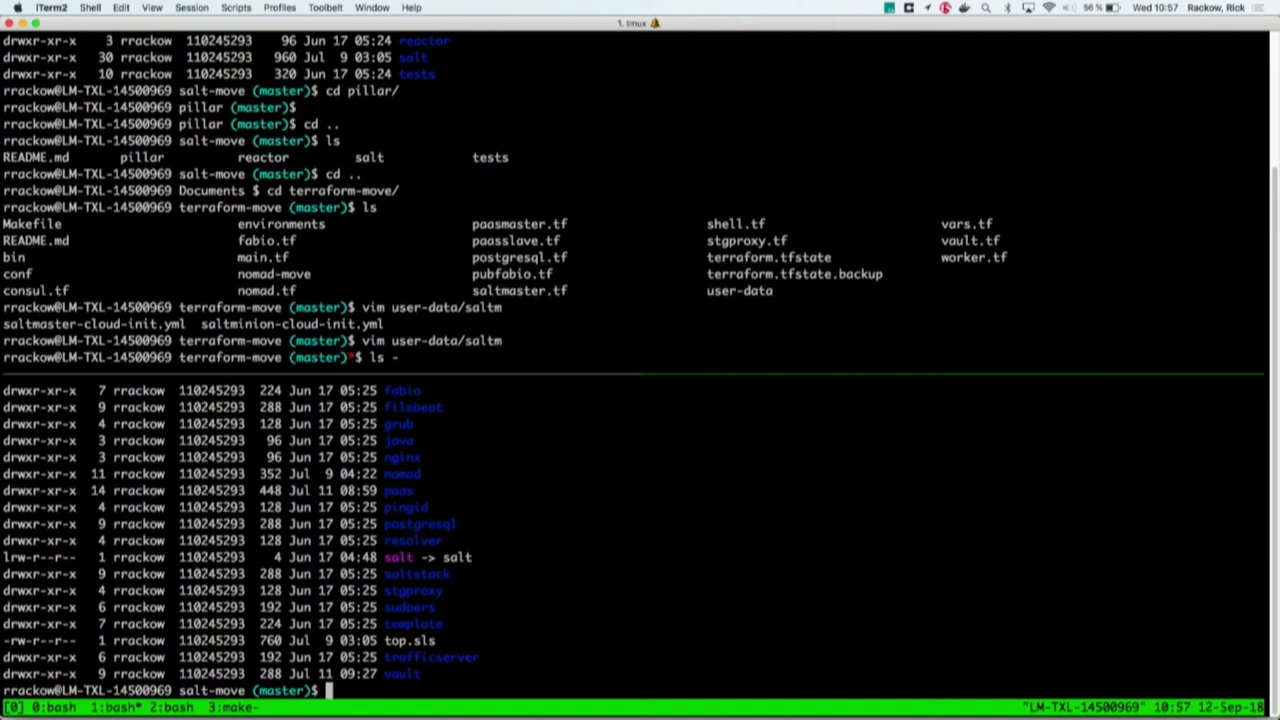 iTerm2 Shell Edit View Session Scripts Profiles Toolbelt Window Help 56 % Wed 10:57 Rackow, Rick
1. tmux
drwxr-xr-x 3 rrackow 110245293 96 Jun 17 05:24 reactor
drwxr-xr-x 30 rrackow 110245293 960 Jul 9 03:05 salt
drwxr-xr-x 10 rrackow 110245293 320 Jun 17 05:24 tests
rrackow@LM-TXL-14500969 salt-move (master)$ cd pillar/
rrackow@LM-TXL-14500969 pillar (master)$
rrackow@LM-TXL-14500969 pillar (master)$ cd ..
rrackow@LM-TXL-14500969 salt-move (master)$ ls
README.md pillar reactor salt tests
rrackow@LM-TXL-14500969 salt-move (master)$ cd ..
rrackow@LM-TXL-14500969 Documents $ cd terraform-move/
rrackow@LM-TXL-14500969 terraform-move (master)$ ls
Makefile environments paasmaster.tf shell.tf vars.tf
README.md fabio.tf paasslave.tf stgproxy.tf vault.tf
bin main.tf postgresql.tf terraform.tfstate worker.tf
conf nomad-move pubfabio.tf terraform.tfstate.backup
consul.tf nomad.tf saltmaster.tf user-data
rrackow@LM-TXL-14500969 terraform-move (master)$ vim user-data/saltm
saltmaster-cloud-init.yml saltminion-cloud-init.yml
rrackow@LM-TXL-14500969 terraform-move (master)$ vim user-data/saltm
rrackow@LM-TXL-14500969 terraform-move (master)*$ ls -
drwxr-xr-x 7 rrackow 110245293 224 Jun 17 05:25 fabio
drwxr-xr-x 9 rrackow 110245293 288 Jun 17 05:25 filebeat
drwxr-xr-x 4 rrackow 110245293 128 Jun 17 05:25 grub
drwxr-xr-x 3 rrackow 110245293 96 Jun 17 05:25 java
drwxr-xr-x 3 rrackow 110245293 96 Jun 17 05:25 nginx
drwxr-xr-x 11 rrackow 110245293 352 Jul 9 04:22 nomad
drwxr-xr-x 14 rrackow 110245293 448 Jul 11 08:59 paas
drwxr-xr-x 4 rrackow 110245293 128 Jun 17 05:25 pingid
drwxr-xr-x 9 rrackow 110245293 288 Jun 17 05:25 postgresql
drwxr-xr-x 4 rrackow 110245293 128 Jun 17 05:25 resolver
lrw-r--r-- 1 rrackow 110245293 4 Jun 17 04:48 salt -> salt
drwxr-xr-x 9 rrackow 110245293 288 Jun 17 05:25 saltstack
drwxr-xr-x 4 rrackow 110245293 128 Jun 17 05:25 stgproxy
drwxr-xr-x 6 rrackow 110245293 192 Jun 17 05:25 sudoers
drwxr-xr-x 7 rrackow 110245293 224 Jun 17 05:25 template
-rw-r--r-- 1 rrackow 110245293 760 Jul 9 03:05 top.sls
drwxr-xr-x 6 rrackow 110245293 192 Jun 17 05:25 trafficserver
drwxr-xr-x 9 rrackow 110245293 288 Jul 11 09:27 vault
rrackow@LM-TXL-14500969 salt-move (master)$
[0] 0:bash 1:bash* 2:bash 3:make- "LM-TXL-14500969" 10:57 12-Sep-18